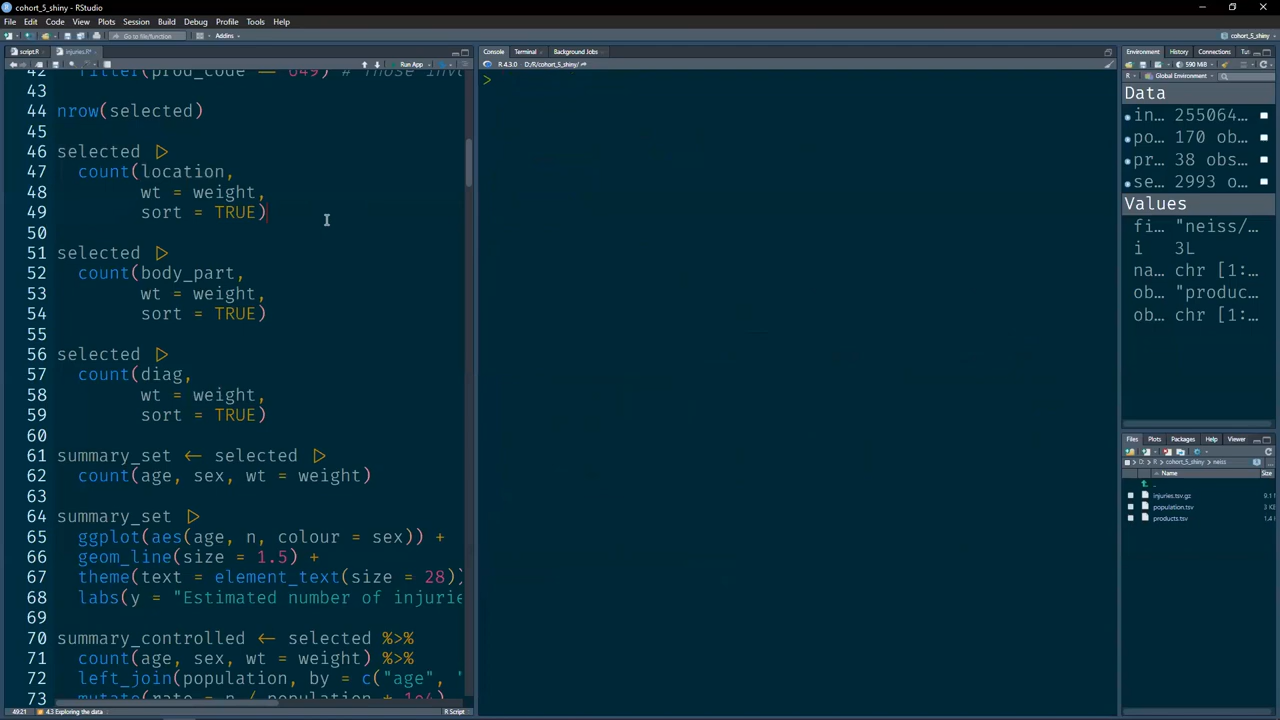 cohort_5_shiny - RStudio
File Edit Code View Plots Session Build Debug Profile Tools Help
Go to file/function Addins cohort_5_shiny
script.R injuries.R*
Run App
42 filter(prod_code == 649) # Those inv
43
44 nrow(selected)
45
46 selected |>
47 count(location,
48 wt = weight,
49 sort = TRUE)
50
51 selected |>
52 count(body_part,
53 wt = weight,
54 sort = TRUE)
55
56 selected |>
57 count(diag,
58 wt = weight,
59 sort = TRUE)
60
61 summary_set <- selected |>
62 count(age, sex, wt = weight)
63
64 summary_set |>
65 ggplot(aes(age, n, colour = sex)) +
66 geom_line(size = 1.5) +
67 theme(text = element_text(size = 28))
68 labs(y = "Estimated number of injurie
69
70 summary_controlled <- selected %>%
71 count(age, sex, wt = weight) %>%
72 left_join(population, by = c("age", "
73 mutate(rate = n / population * 1e4)
49:21 4.3 Exploring the data R Script
Console Terminal Background Jobs
R 4.3.0 · D:/R/cohort_5_shiny/
>
Environment History Connections Tu
590 MiB
R Global Environment
Data
in… 255064…
po… 170 ob…
pr… 38 obs…
se… 2993 o…
Values
fi… "neiss/…
i 3L
na… chr [1:…
ob… "produc…
ob… chr [1:…
Files Plots Packages Help Viewer
D: R cohort_5_shiny neiss
Name Size
..
injuries.tsv.gz 9.1
population.tsv 3 K
products.tsv 1.4